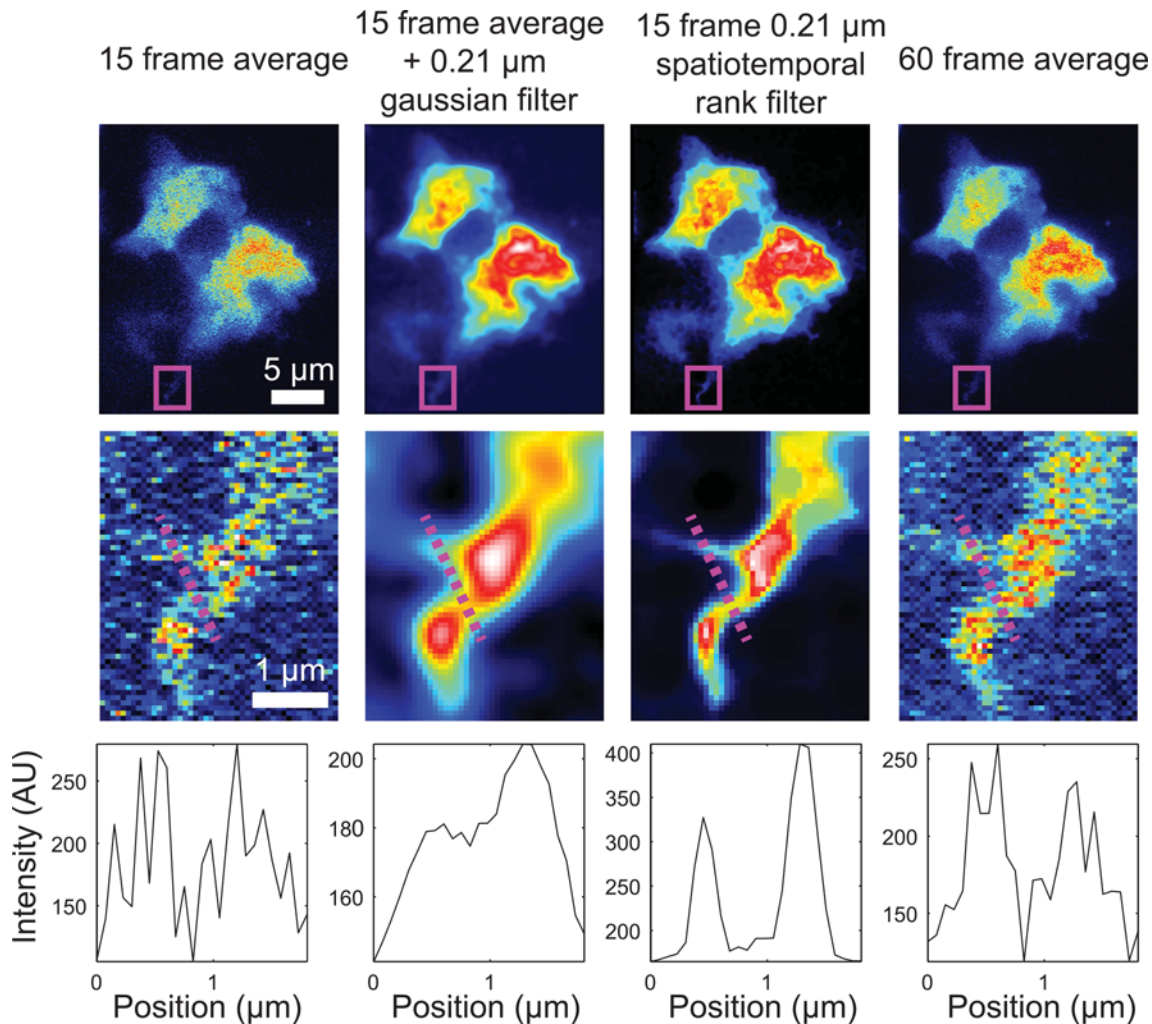 15 frame average
15 frame average
+ 0.21 µm
gaussian filter
15 frame 0.21 µm
spatiotemporal
rank filter
60 frame average
5 µm
1 µm
Intensity (AU)
250
200
150
0
1
Position (µm)
200
180
160
0
1
Position (µm)
400
350
300
250
200
0
1
Position (µm)
250
200
150
0
1
Position (µm)